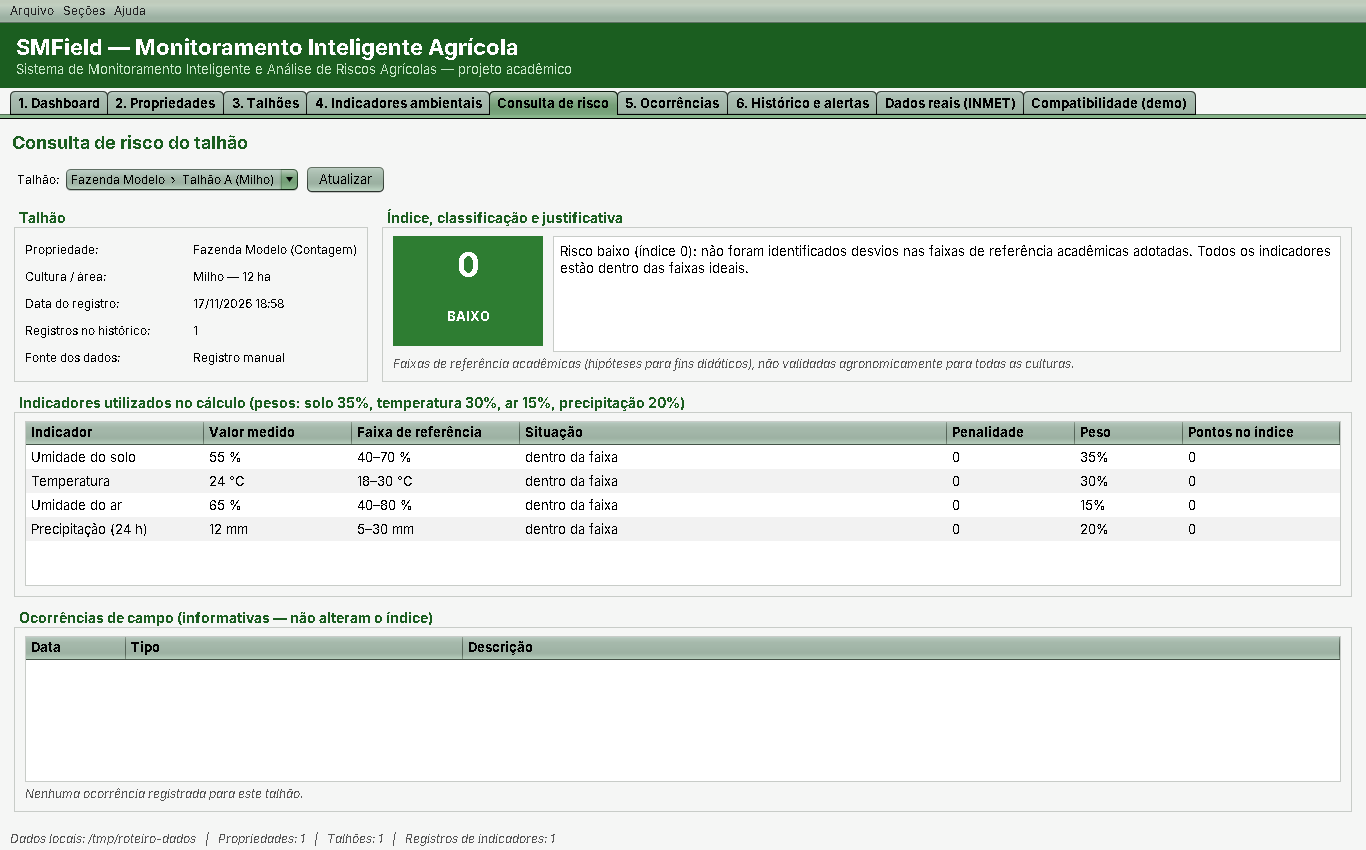 Arquivo Seções Ajuda
SMField — Monitoramento Inteligente Agrícola
Sistema de Monitoramento Inteligente e Análise de Riscos Agrícolas — projeto acadêmico
1. Dashboard 2. Propriedades 3. Talhões 4. Indicadores ambientais Consulta de risco 5. Ocorrências 6. Histórico e alertas Dados reais (INMET) Compatibilidade (demo)
Consulta de risco do talhão
Talhão: Fazenda Modelo › Talhão A (Milho) Atualizar
Talhão
Propriedade: Fazenda Modelo (Contagem)
Cultura / área: Milho — 12 ha
Data do registro: 17/11/2026 18:58
Registros no histórico: 1
Fonte dos dados: Registro manual
Índice, classificação e justificativa
0
BAIXO
Risco baixo (índice 0): não foram identificados desvios nas faixas de referência acadêmicas adotadas. Todos os indicadores
estão dentro das faixas ideais.
Faixas de referência acadêmicas (hipóteses para fins didáticos), não validadas agronomicamente para todas as culturas.
Indicadores utilizados no cálculo (pesos: solo 35%, temperatura 30%, ar 15%, precipitação 20%)
Indicador Valor medido Faixa de referência Situação Penalidade Peso Pontos no índice
Umidade do solo 55 % 40–70 % dentro da faixa 0 35% 0
Temperatura 24 °C 18–30 °C dentro da faixa 0 30% 0
Umidade do ar 65 % 40–80 % dentro da faixa 0 15% 0
Precipitação (24 h) 12 mm 5–30 mm dentro da faixa 0 20% 0
Ocorrências de campo (informativas — não alteram o índice)
Data Tipo Descrição
Nenhuma ocorrência registrada para este talhão.
Dados locais: /tmp/roteiro-dados | Propriedades: 1 | Talhões: 1 | Registros de indicadores: 1